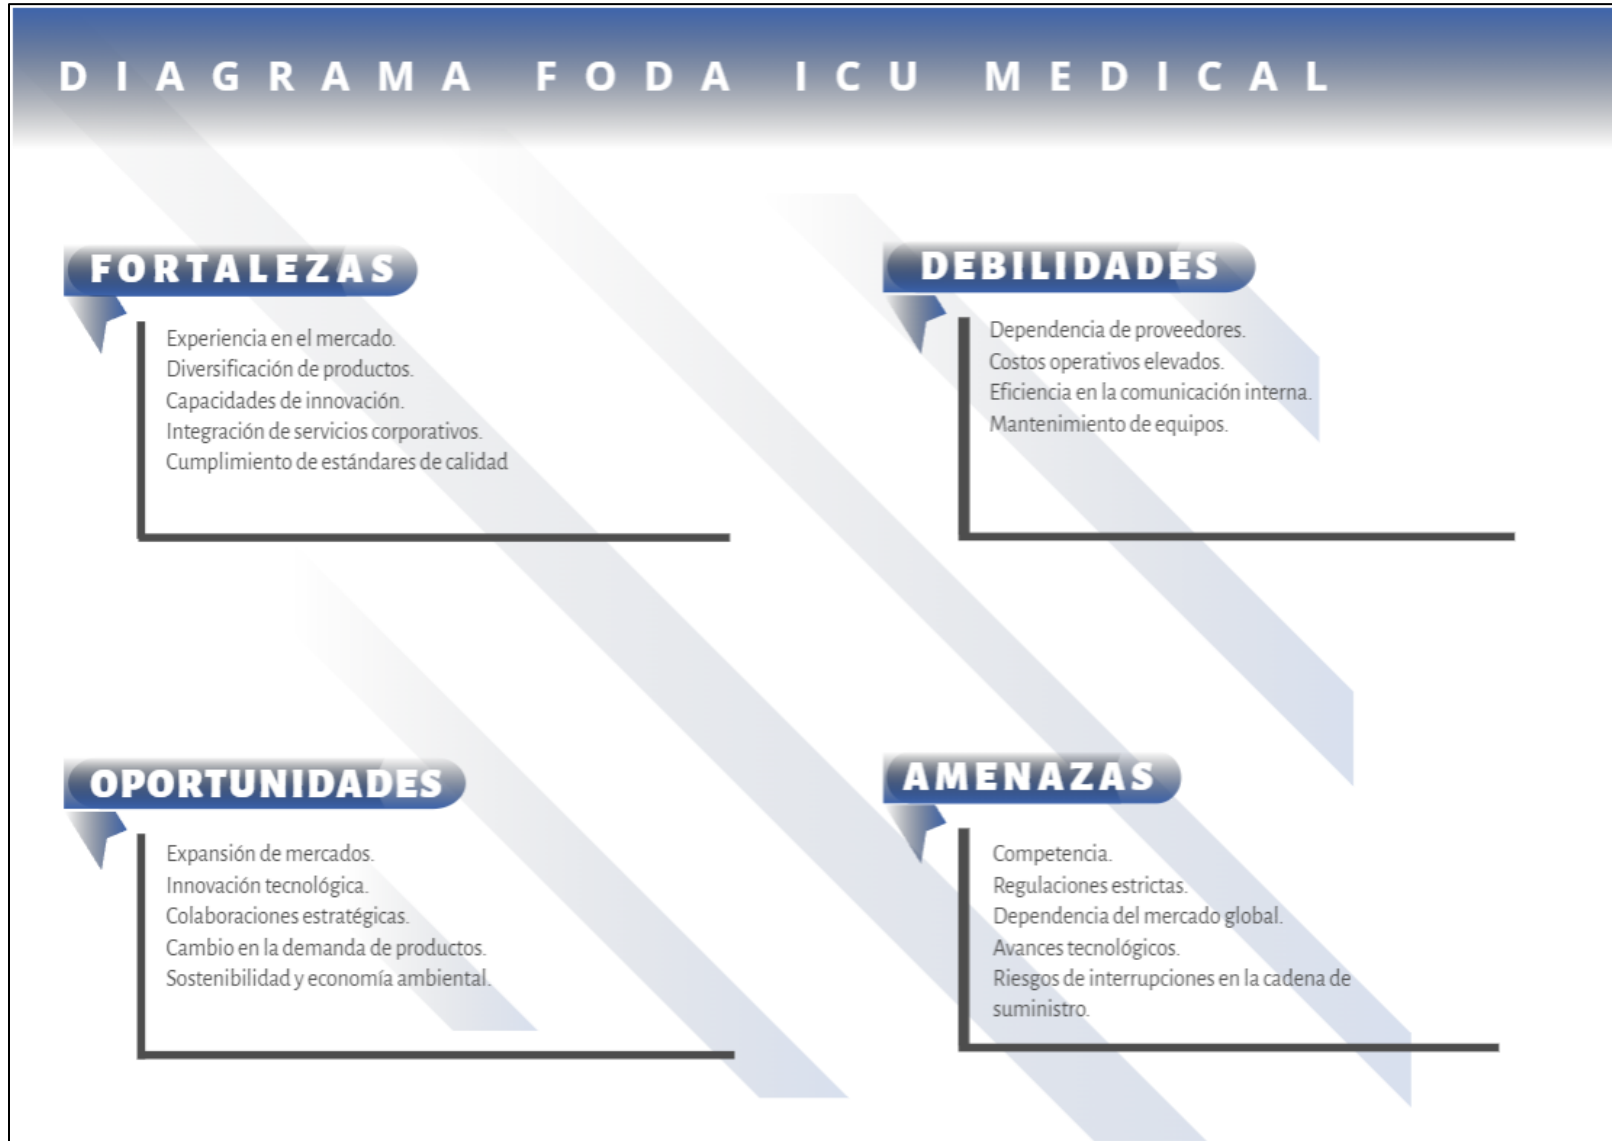 DIAGRAMA FODA ICU MEDICAL
FORTALEZAS
Experiencia en el mercado.
Diversificación de productos.
Capacidades de innovación.
Integración de servicios corporativos.
Cumplimiento de estándares de calidad
DEBILIDADES
Dependencia de proveedores.
Costos operativos elevados.
Eficiencia en la comunicación interna.
Mantenimiento de equipos.
OPORTUNIDADES
Expansión de mercados.
Innovación tecnológica.
Colaboraciones estratégicas.
Cambio en la demanda de productos.
Sostenibilidad y economía ambiental.
AMENAZAS
Competencia.
Regulaciones estrictas.
Dependencia del mercado global.
Avances tecnológicos.
Riesgos de interrupciones en la cadena de
suministro.